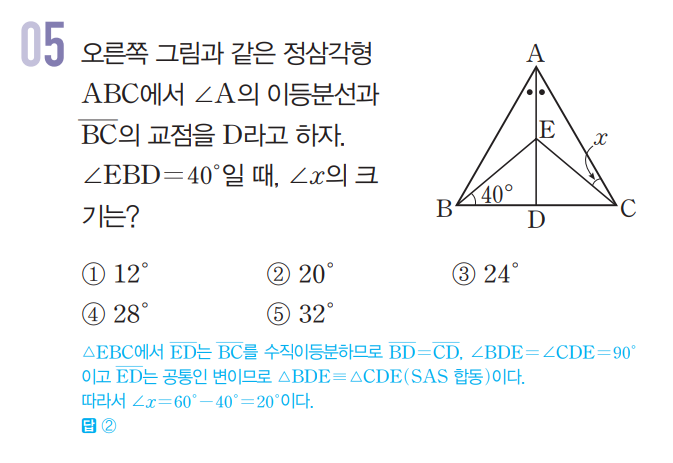 05
오른쪽 그림과 같은 정삼각형
ABC에서 ∠A의 이등분선과
BC의 교점을 D라고 하자.
∠EBD=40°일 때, ∠x의 크
기는?
A
E
x
40°
B
D
C
① 12° ② 20° ③ 24°
④ 28° ⑤ 32°
△EBC에서 ED는 BC를 수직이등분하므로 BD=CD, ∠BDE=∠CDE=90°
이고 ED는 공통인 변이므로 △BDE≡△CDE(SAS 합동)이다.
따라서 ∠x=60°-40°=20°이다.
답 ②